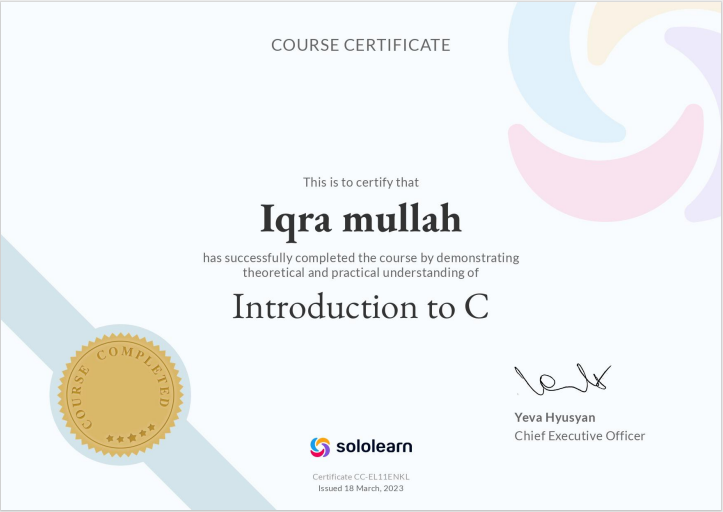 COURSE CERTIFICATE
This is to certify that
Iqra mullah
has successfully completed the course by demonstrating
theoretical and practical understanding of
Introduction to C
COURSE COMPLETED
Yeva Hyusyan
Chief Executive Officer
sololearn
Certificate CC-EL11ENKL
Issued 18 March, 2023